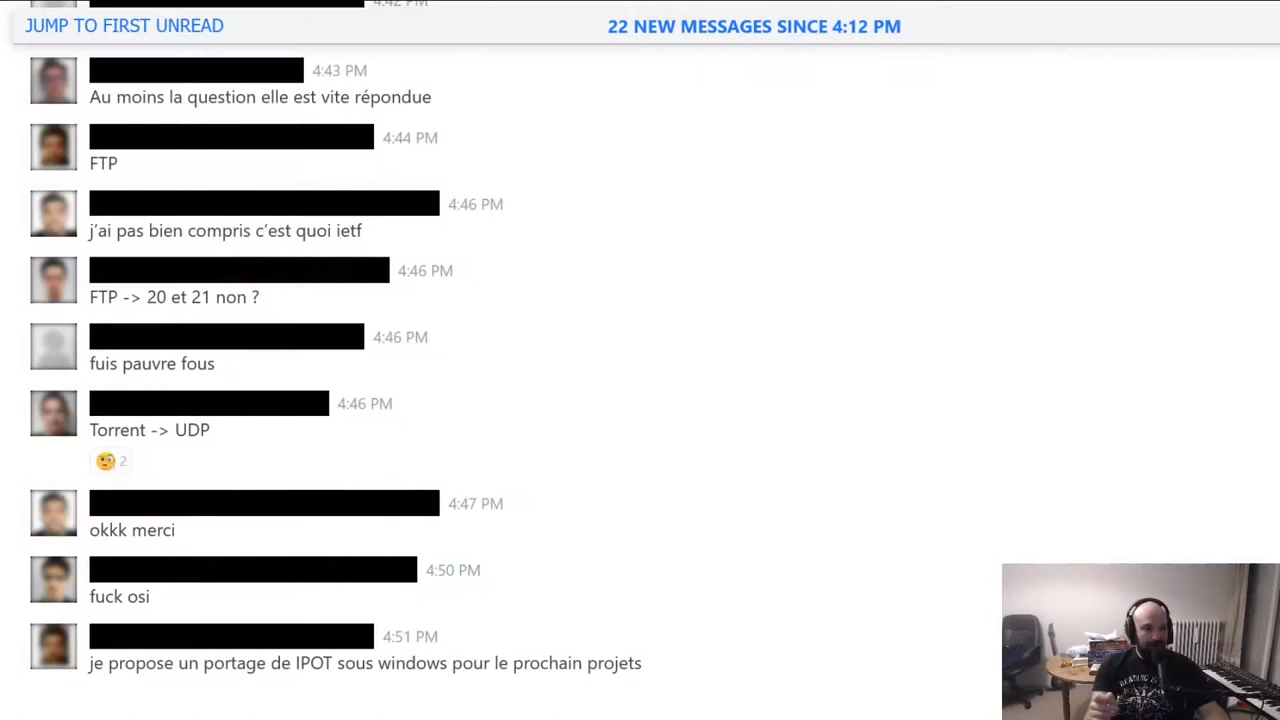 4:42 PM
JUMP TO FIRST UNREAD
22 NEW MESSAGES SINCE 4:12 PM
4:43 PM
Au moins la question elle est vite répondue
4:44 PM
FTP
4:46 PM
j'ai pas bien compris c'est quoi ietf
4:46 PM
FTP -> 20 et 21 non ?
4:46 PM
fuis pauvre fous
4:46 PM
Torrent -> UDP
2
4:47 PM
okkk merci
4:50 PM
fuck osi
4:51 PM
je propose un portage de IPOT sous windows pour le prochain projets